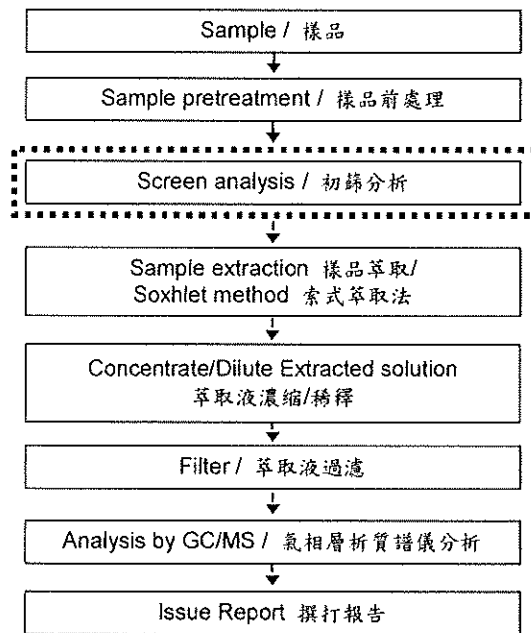 Sample / 樣品
Sample pretreatment / 樣品前處理
Screen analysis / 初篩分析
Sample extraction 樣品萃取/
Soxhlet method 索式萃取法
Concentrate/Dilute Extracted solution
萃取液濃縮/稀釋
Filter / 萃取液過濾
Analysis by GC/MS / 氣相層析質譜儀分析
Issue Report 撰打報告